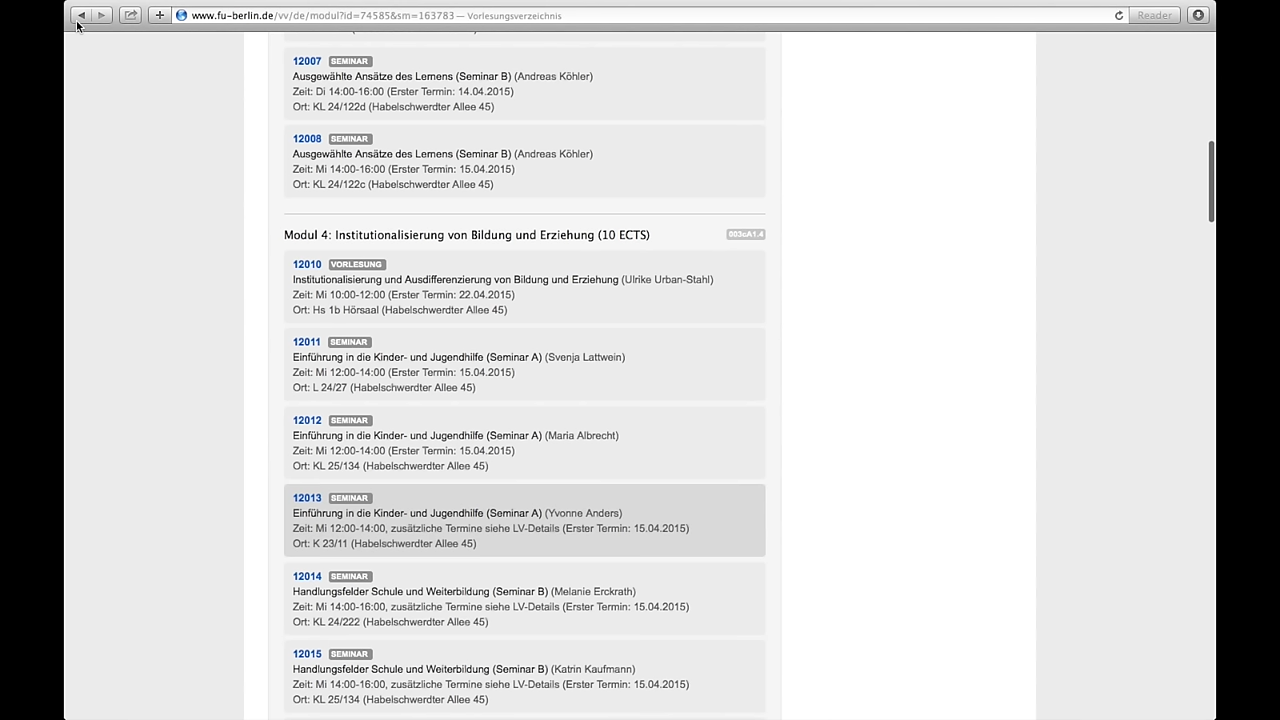 www.fu-berlin.de/vv/de/modul?id=74585&sm=163783 — Vorlesungsverzeichnis
Reader
12007 SEMINAR
Ausgewählte Ansätze des Lernens (Seminar B) (Andreas Köhler)
Zeit: Di 14:00-16:00 (Erster Termin: 14.04.2015)
Ort: KL 24/122d (Habelschwerdter Allee 45)
12008 SEMINAR
Ausgewählte Ansätze des Lernens (Seminar B) (Andreas Köhler)
Zeit: Mi 14:00-16:00 (Erster Termin: 15.04.2015)
Ort: KL 24/122c (Habelschwerdter Allee 45)
Modul 4: Institutionalisierung von Bildung und Erziehung (10 ECTS) 003cA1.4
12010 VORLESUNG
Institutionalisierung und Ausdifferenzierung von Bildung und Erziehung (Ulrike Urban-Stahl)
Zeit: Mi 10:00-12:00 (Erster Termin: 22.04.2015)
Ort: Hs 1b Hörsaal (Habelschwerdter Allee 45)
12011 SEMINAR
Einführung in die Kinder- und Jugendhilfe (Seminar A) (Svenja Lattwein)
Zeit: Mi 12:00-14:00 (Erster Termin: 15.04.2015)
Ort: L 24/27 (Habelschwerdter Allee 45)
12012 SEMINAR
Einführung in die Kinder- und Jugendhilfe (Seminar A) (Maria Albrecht)
Zeit: Mi 12:00-14:00 (Erster Termin: 15.04.2015)
Ort: KL 25/134 (Habelschwerdter Allee 45)
12013 SEMINAR
Einführung in die Kinder- und Jugendhilfe (Seminar A) (Yvonne Anders)
Zeit: Mi 12:00-14:00, zusätzliche Termine siehe LV-Details (Erster Termin: 15.04.2015)
Ort: K 23/11 (Habelschwerdter Allee 45)
12014 SEMINAR
Handlungsfelder Schule und Weiterbildung (Seminar B) (Melanie Erckrath)
Zeit: Mi 14:00-16:00, zusätzliche Termine siehe LV-Details (Erster Termin: 15.04.2015)
Ort: KL 24/222 (Habelschwerdter Allee 45)
12015 SEMINAR
Handlungsfelder Schule und Weiterbildung (Seminar B) (Katrin Kaufmann)
Zeit: Mi 14:00-16:00, zusätzliche Termine siehe LV-Details (Erster Termin: 15.04.2015)
Ort: KL 25/134 (Habelschwerdter Allee 45)